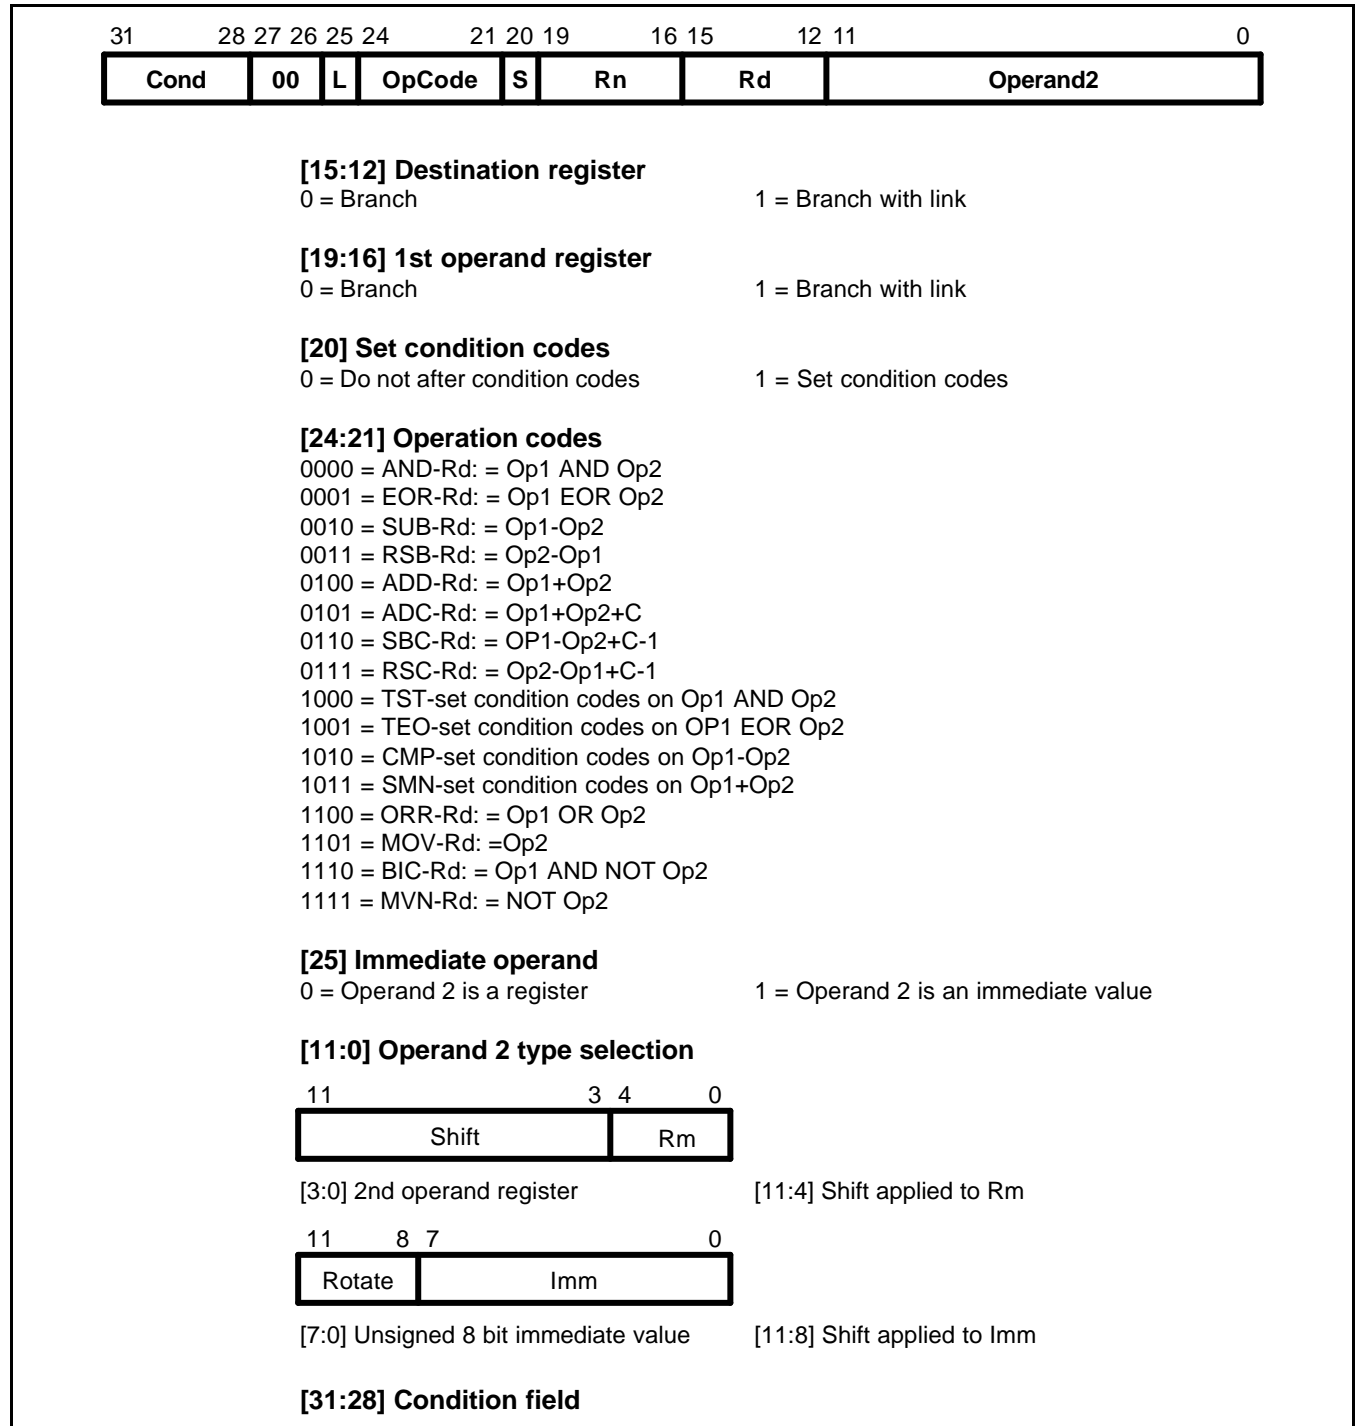 31 28 27 26 25 24 21 20 19 16 15 12 11 0
Cond 00 L OpCode S Rn Rd Operand2
[15:12] Destination register
0 = Branch 1 = Branch with link
[19:16] 1st operand register
0 = Branch 1 = Branch with link
[20] Set condition codes
0 = Do not after condition codes 1 = Set condition codes
[24:21] Operation codes
0000 = AND-Rd: = Op1 AND Op2
0001 = EOR-Rd: = Op1 EOR Op2
0010 = SUB-Rd: = Op1-Op2
0011 = RSB-Rd: = Op2-Op1
0100 = ADD-Rd: = Op1+Op2
0101 = ADC-Rd: = Op1+Op2+C
0110 = SBC-Rd: = OP1-Op2+C-1
0111 = RSC-Rd: = Op2-Op1+C-1
1000 = TST-set condition codes on Op1 AND Op2
1001 = TEO-set condition codes on OP1 EOR Op2
1010 = CMP-set condition codes on Op1-Op2
1011 = SMN-set condition codes on Op1+Op2
1100 = ORR-Rd: = Op1 OR Op2
1101 = MOV-Rd: =Op2
1110 = BIC-Rd: = Op1 AND NOT Op2
1111 = MVN-Rd: = NOT Op2
[25] Immediate operand
0 = Operand 2 is a register 1 = Operand 2 is an immediate value
[11:0] Operand 2 type selection
11 3 4 0
Shift Rm
[3:0] 2nd operand register [11:4] Shift applied to Rm
11 8 7 0
Rotate Imm
[7:0] Unsigned 8 bit immediate value [11:8] Shift applied to Imm
[31:28] Condition field